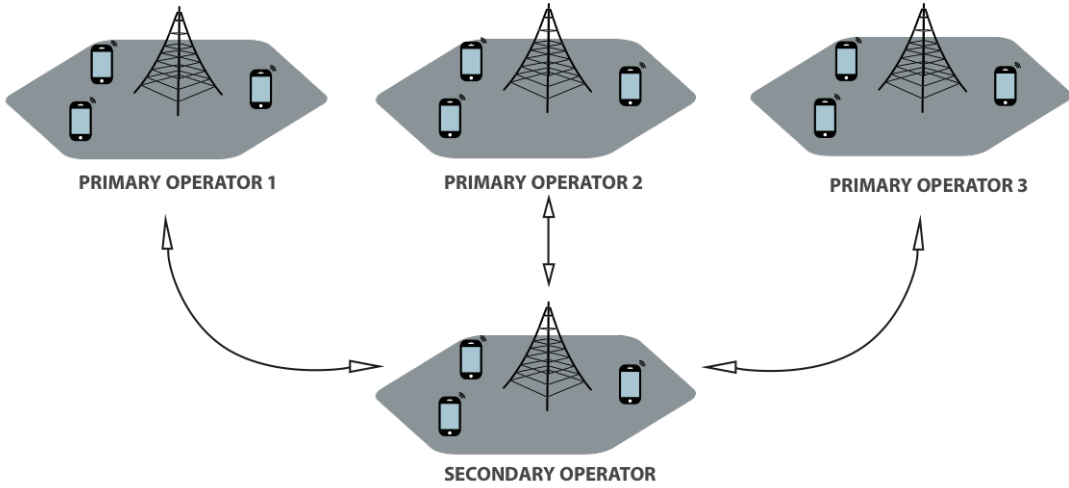 PRIMARY OPERATOR 1
PRIMARY OPERATOR 2
PRIMARY OPERATOR 3
SECONDARY OPERATOR